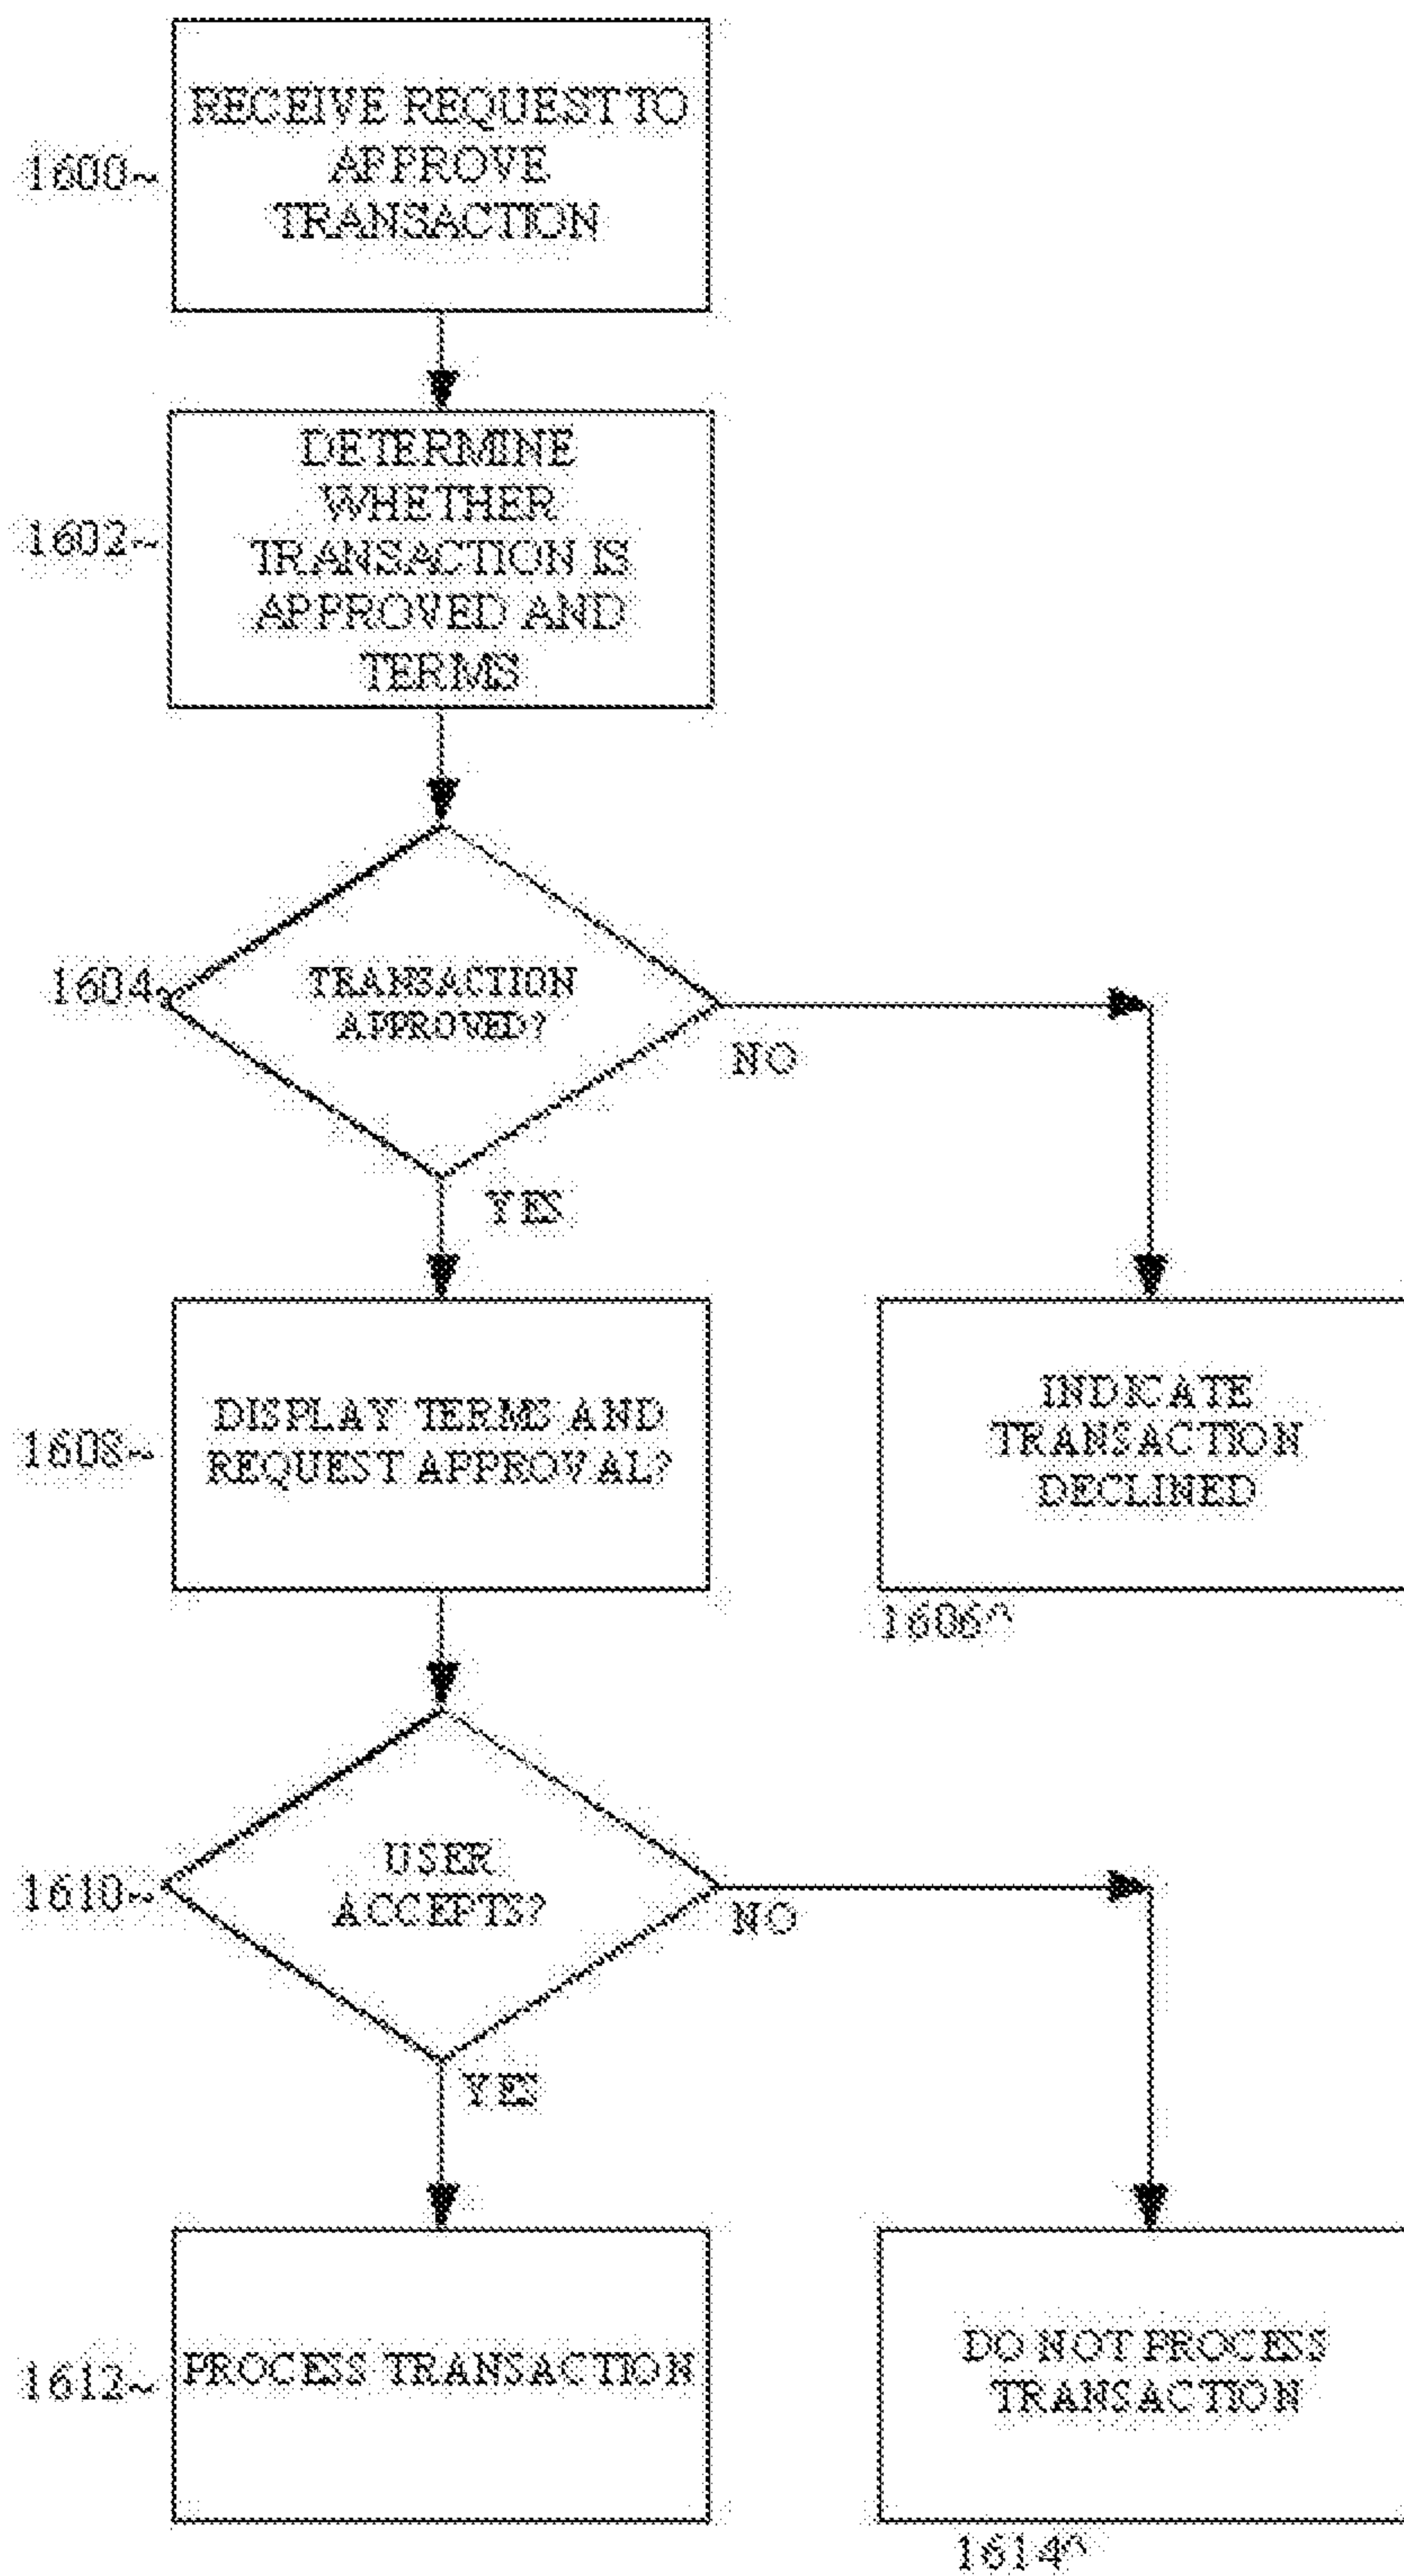 RECEIVE REQUEST TO
APPROVE
TRANSACTION
1600~
DETERMINE
WHETHER
TRANSACTION IS
APPROVED AND
TERMS
1602~
TRANSACTION
APPROVED?
1604~
NO
YES
DISPLAY TERMS AND
REQUEST APPROVAL?
1608~
INDICATE
TRANSACTION
DECLINED
1606^
USER
ACCEPTS?
1610~
NO
YES
PROCESS TRANSACTION
1612~
DO NOT PROCESS
TRANSACTION
1614^